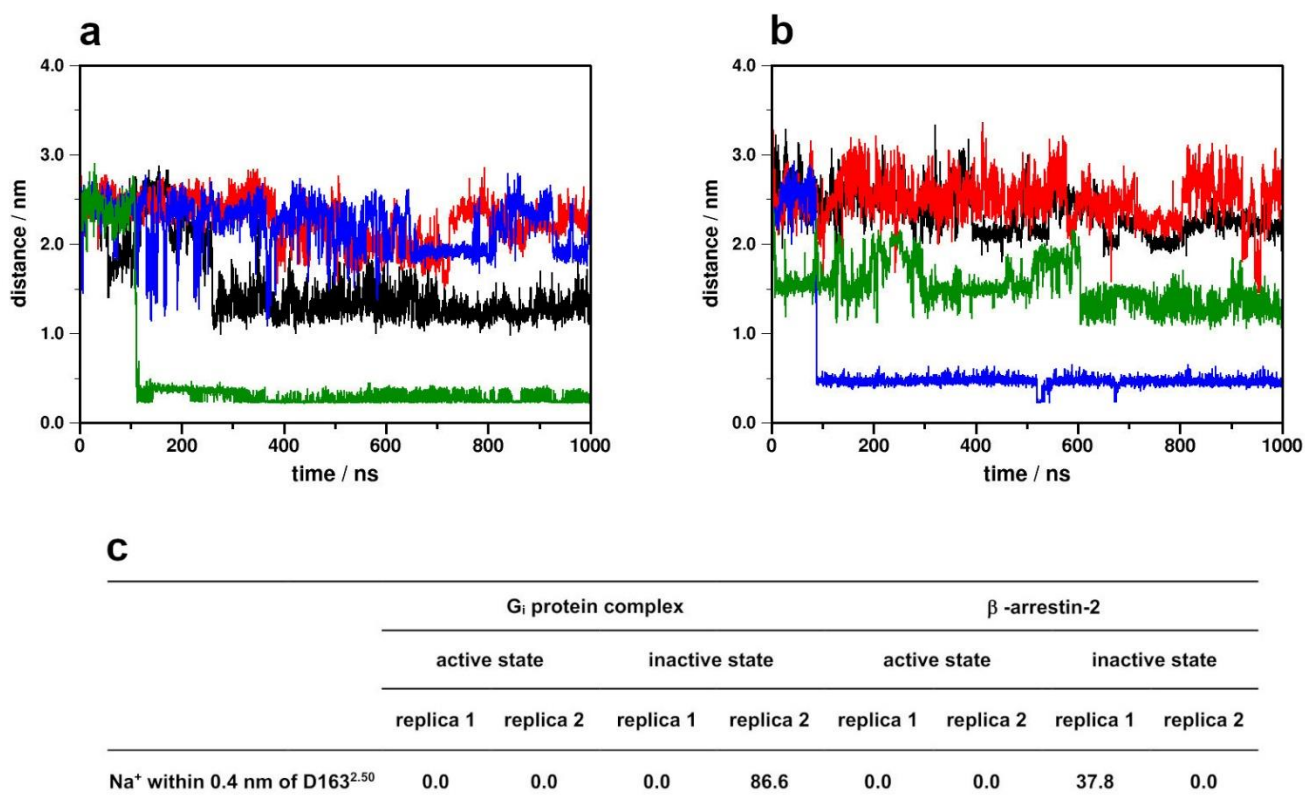 a
b
4.0
3.0
2.0
1.0
0.0
distance / nm
0 200 400 600 800 1000
time / ns
4.0
3.0
2.0
1.0
0.0
distance / nm
0 200 400 600 800 1000
time / ns
c
Gi protein complex β -arrestin-2
active state inactive state active state inactive state
replica 1 replica 2 replica 1 replica 2 replica 1 replica 2 replica 1 replica 2
Na⁺ within 0.4 nm of D163²·⁵⁰ 0.0 0.0 0.0 86.6 0.0 0.0 37.8 0.0